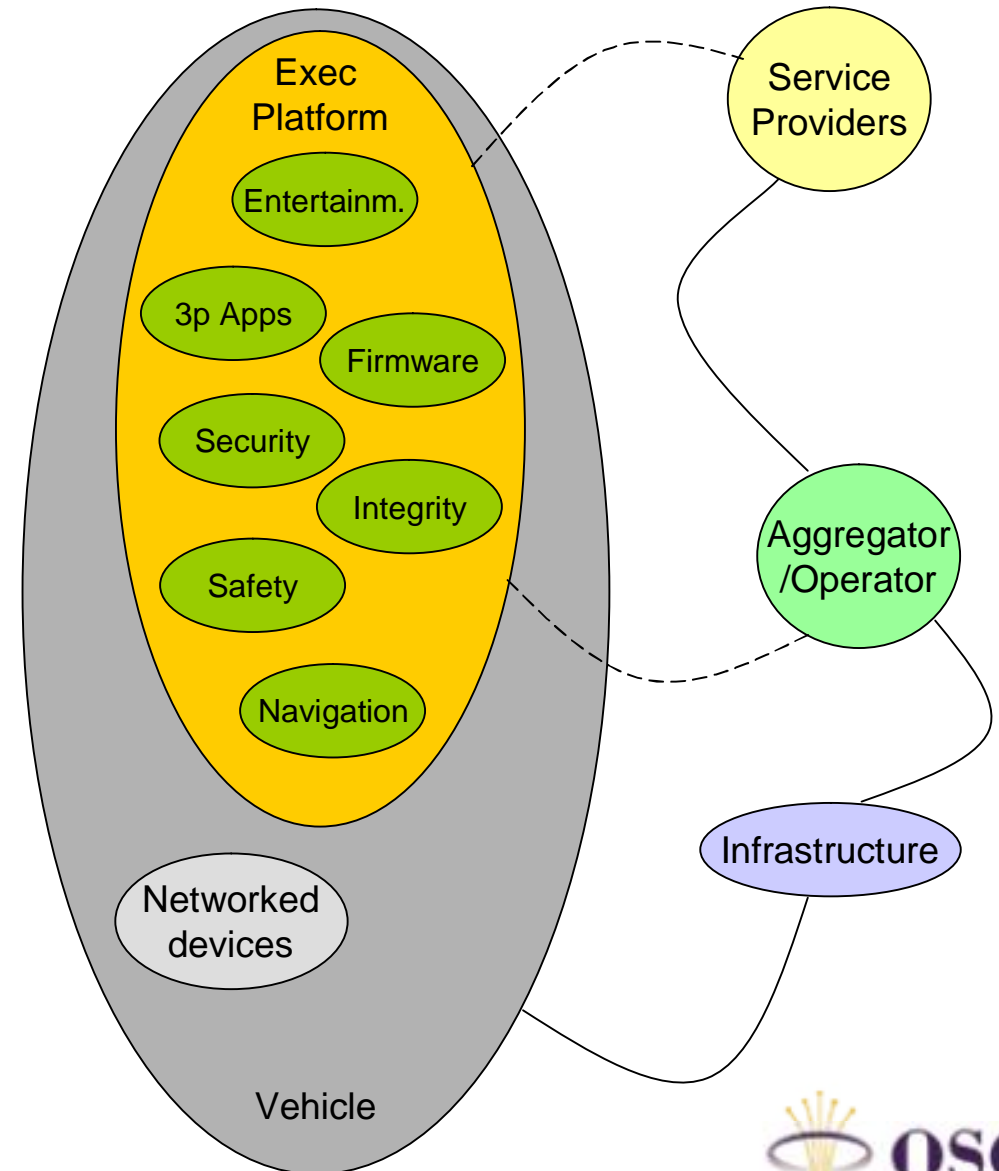 Exec
Platform
Entertainm.
3p Apps
Firmware
Security
Integrity
Safety
Navigation
Networked
devices
Vehicle
Service
Providers
Aggregator
/Operator
Infrastructure